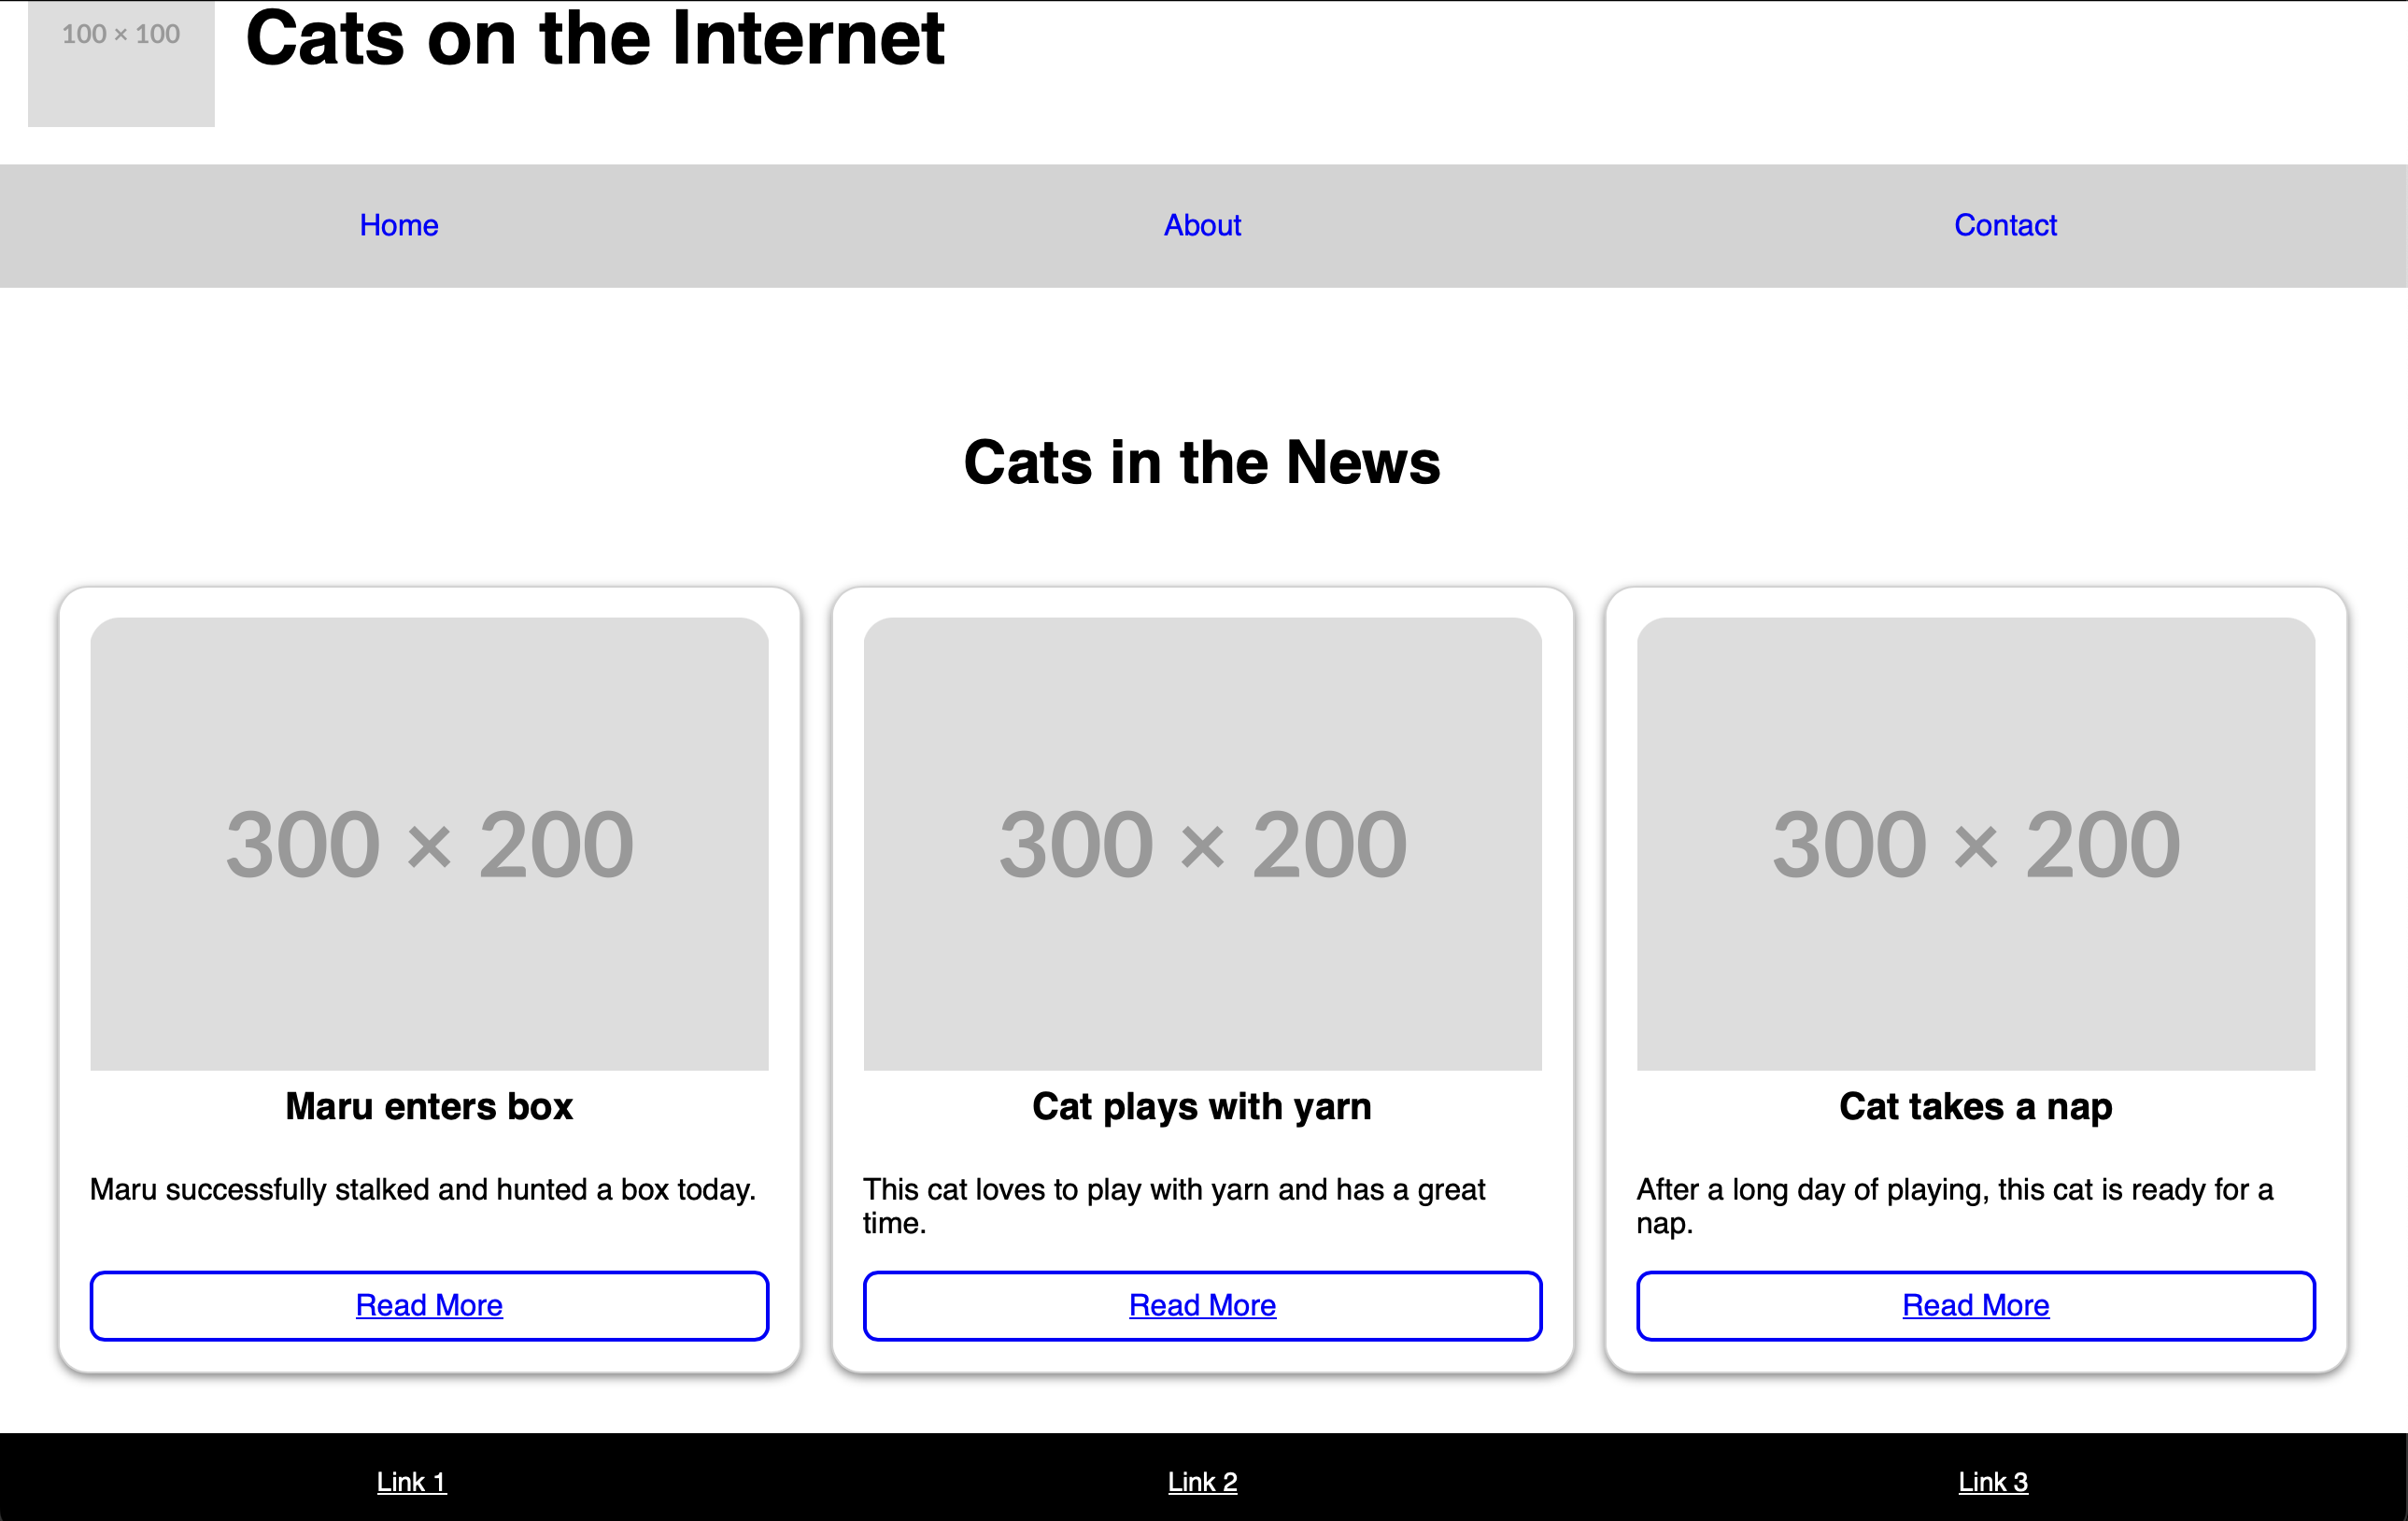 100 × 100
Cats on the Internet
Home
About
Contact
Cats in the News
300 × 200
Maru enters box
Maru successfully stalked and hunted a box today.
Read More
300 × 200
Cat plays with yarn
This cat loves to play with yarn and has a great
time.
Read More
300 × 200
Cat takes a nap
After a long day of playing, this cat is ready for a
nap.
Read More
Link 1
Link 2
Link 3